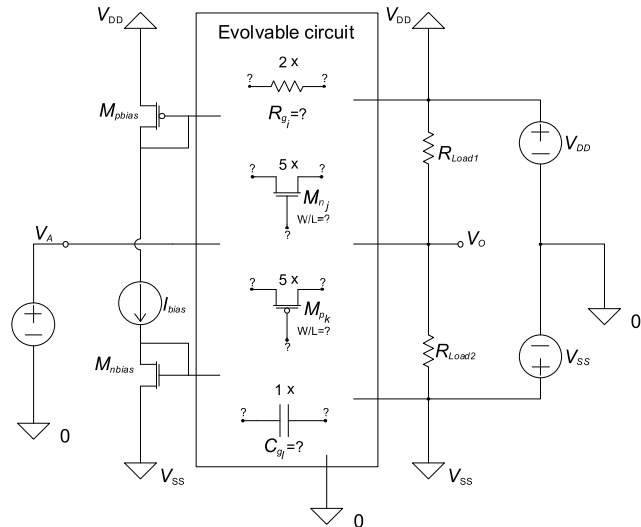 V_DD
Evolvable circuit
V_DD
2 x
? ?
M_pbias
R_gi=?
R_Load1
V_DD
5 x
? ?
M_nj
W/L=?
?
V_A
V_O
5 x
? ?
I_bias
M_pk
W/L=?
?
0
M_nbias
R_Load2
V_SS
1 x
? ?
C_gl=?
0
V_SS
V_SS
0